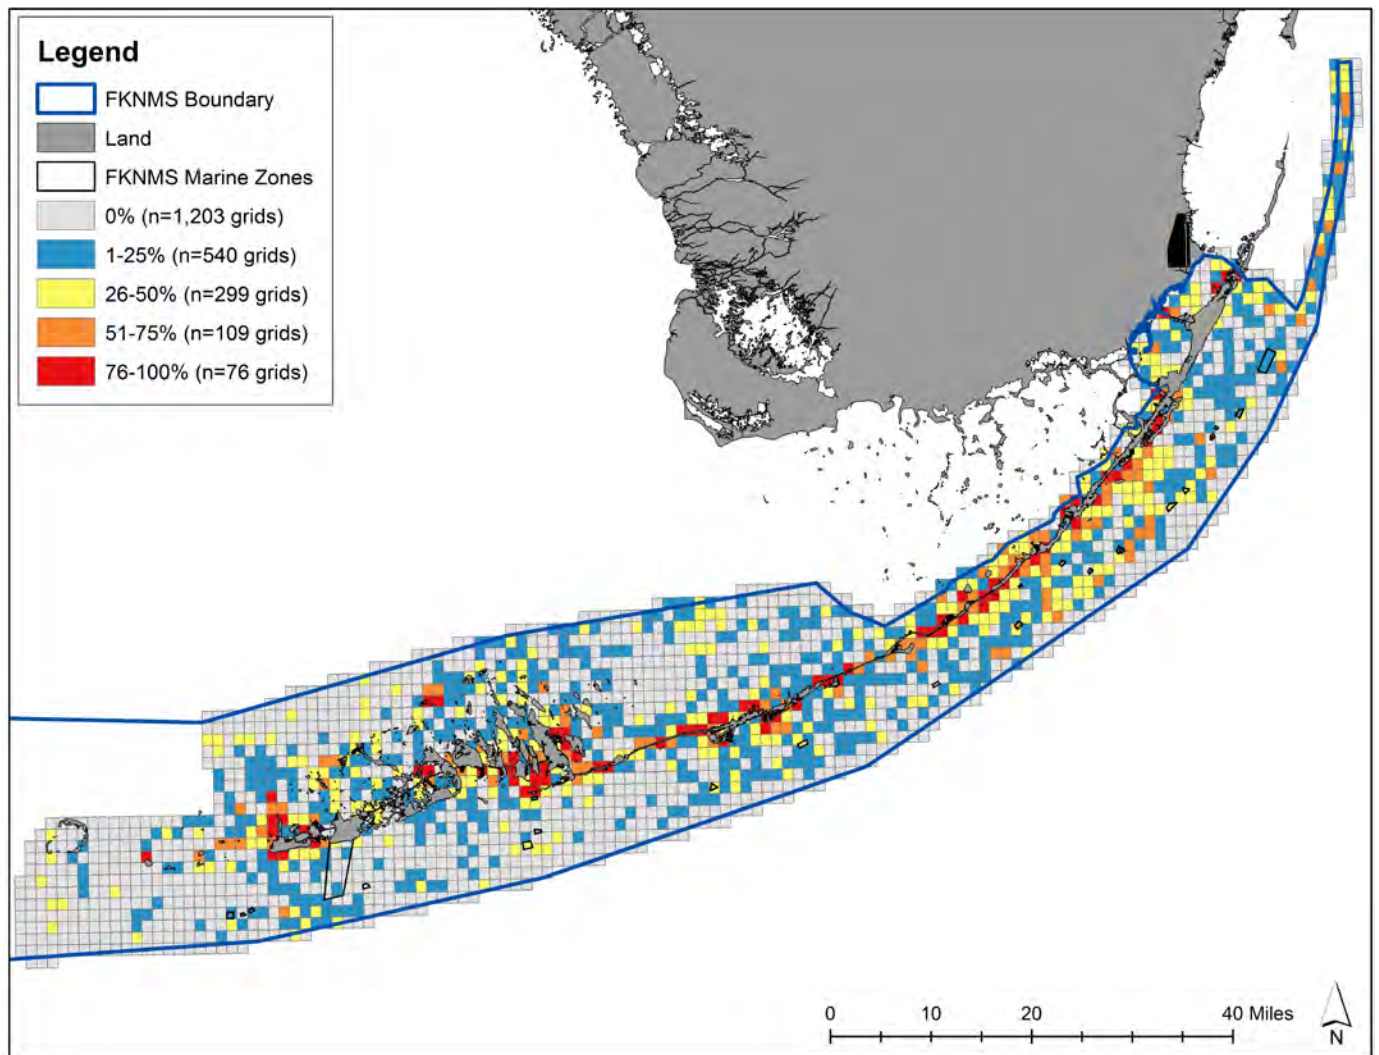 Legend
FKNMS Boundary
Land
FKNMS Marine Zones
0% (n=1,203 grids)
1-25% (n=540 grids)
26-50% (n=299 grids)
51-75% (n=109 grids)
76-100% (n=76 grids)
0 10 20 40 Miles
N